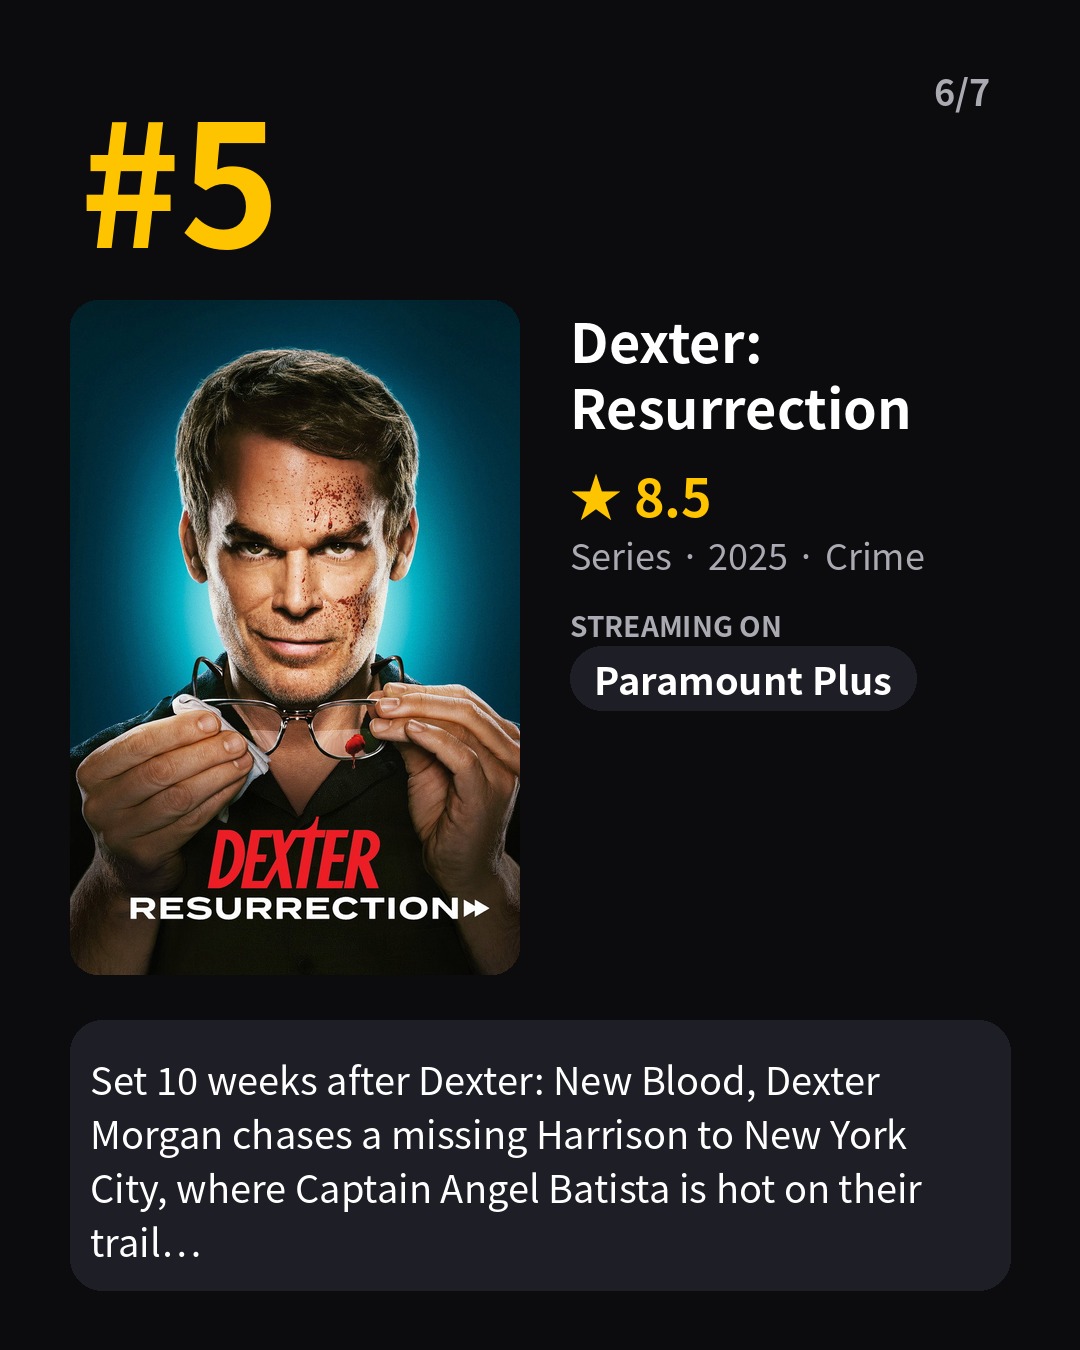 6/7
#5
DEXTER
RESURRECTION
Dexter:
Resurrection
★ 8.5
Series · 2025 · Crime
STREAMING ON
Paramount Plus
Set 10 weeks after Dexter: New Blood, Dexter
Morgan chases a missing Harrison to New York
City, where Captain Angel Batista is hot on their
trail…